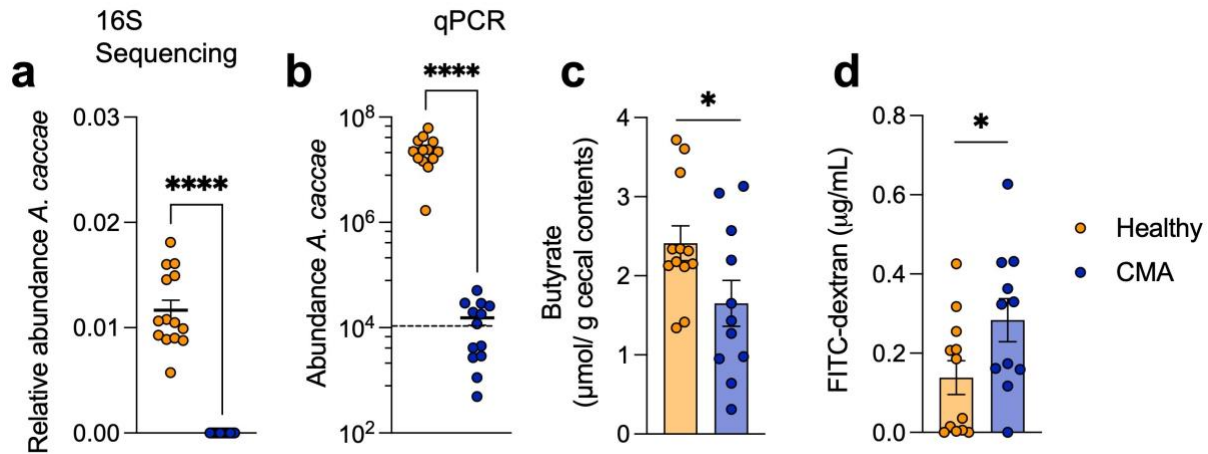 16S
Sequencing
qPCR
a
b
c
d
****
****
*
*
Relative abundance A. caccae
0.03
0.02
0.01
0.00
Abundance A. caccae
10^8
10^6
10^4
10^2
Butyrate
(μmol/ g cecal contents)
4
3
2
1
0
FITC-dextran (μg/mL)
0.8
0.6
0.4
0.2
0.0
Healthy
CMA